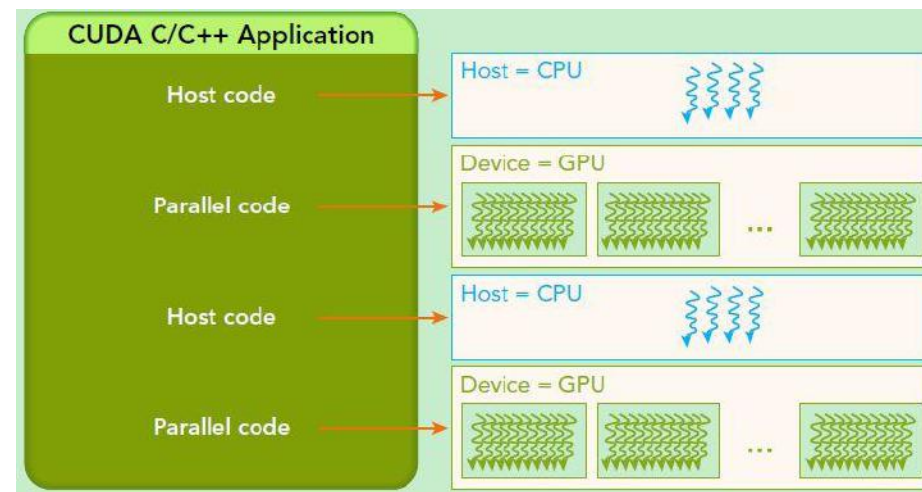 CUDA C/C++ Application
Host code
Host = CPU
Parallel code
Device = GPU
...
Host code
Host = CPU
Parallel code
Device = GPU
...